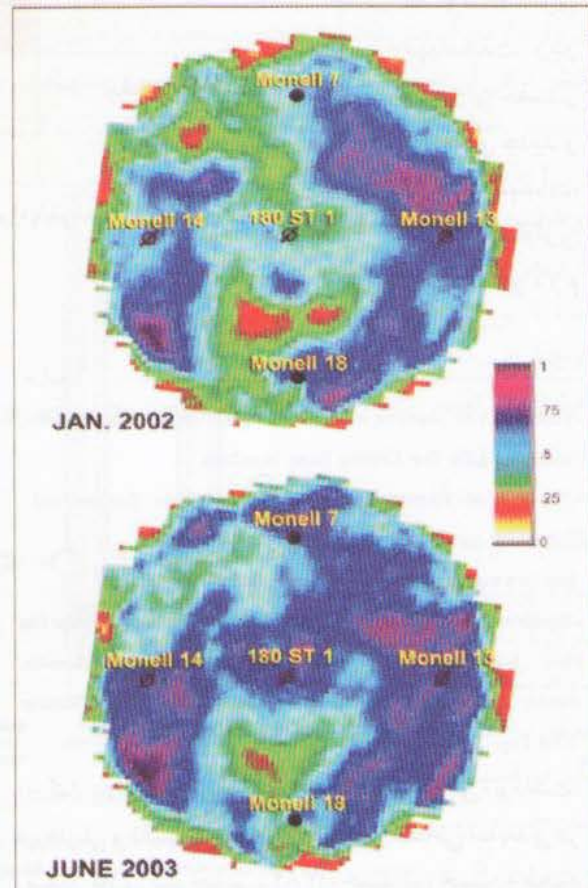 Monell 7
Monell 14
180 ST 1
Monell 13
Monell 18
JAN. 2002
1
.75
.5
.25
0
Monell 7
Monell 14
180 ST 1
Monell 13
Monell 18
JUNE 2003